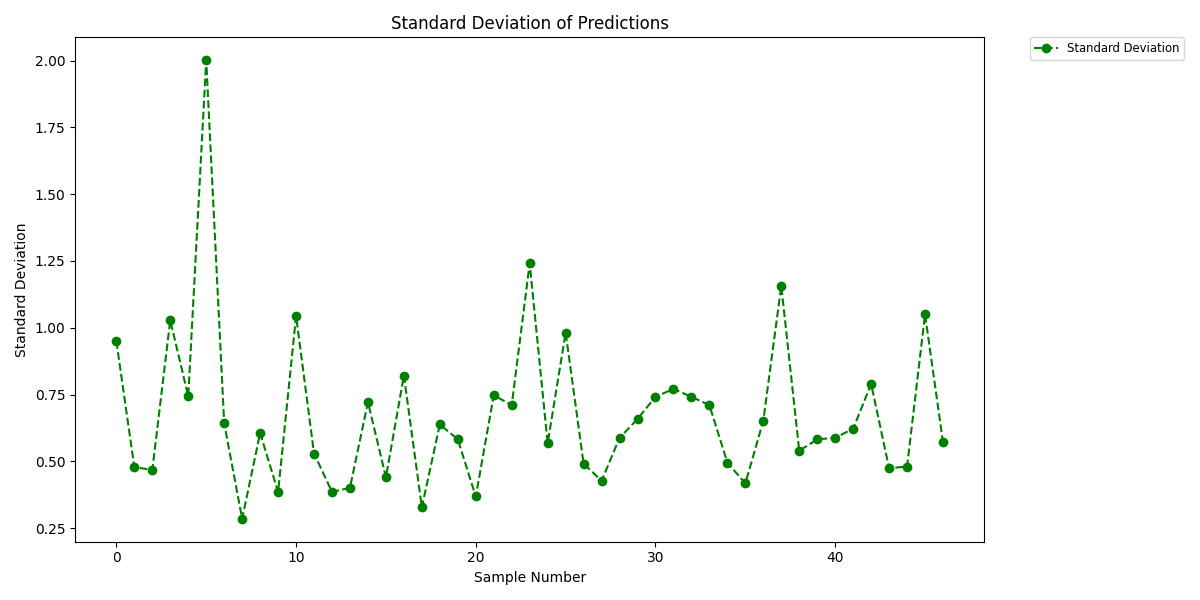 Standard Deviation of Predictions
Standard Deviation
2.00
1.75
1.50
1.25
1.00
0.75
0.50
0.25
Standard Deviation
0 10 20 30 40
Sample Number